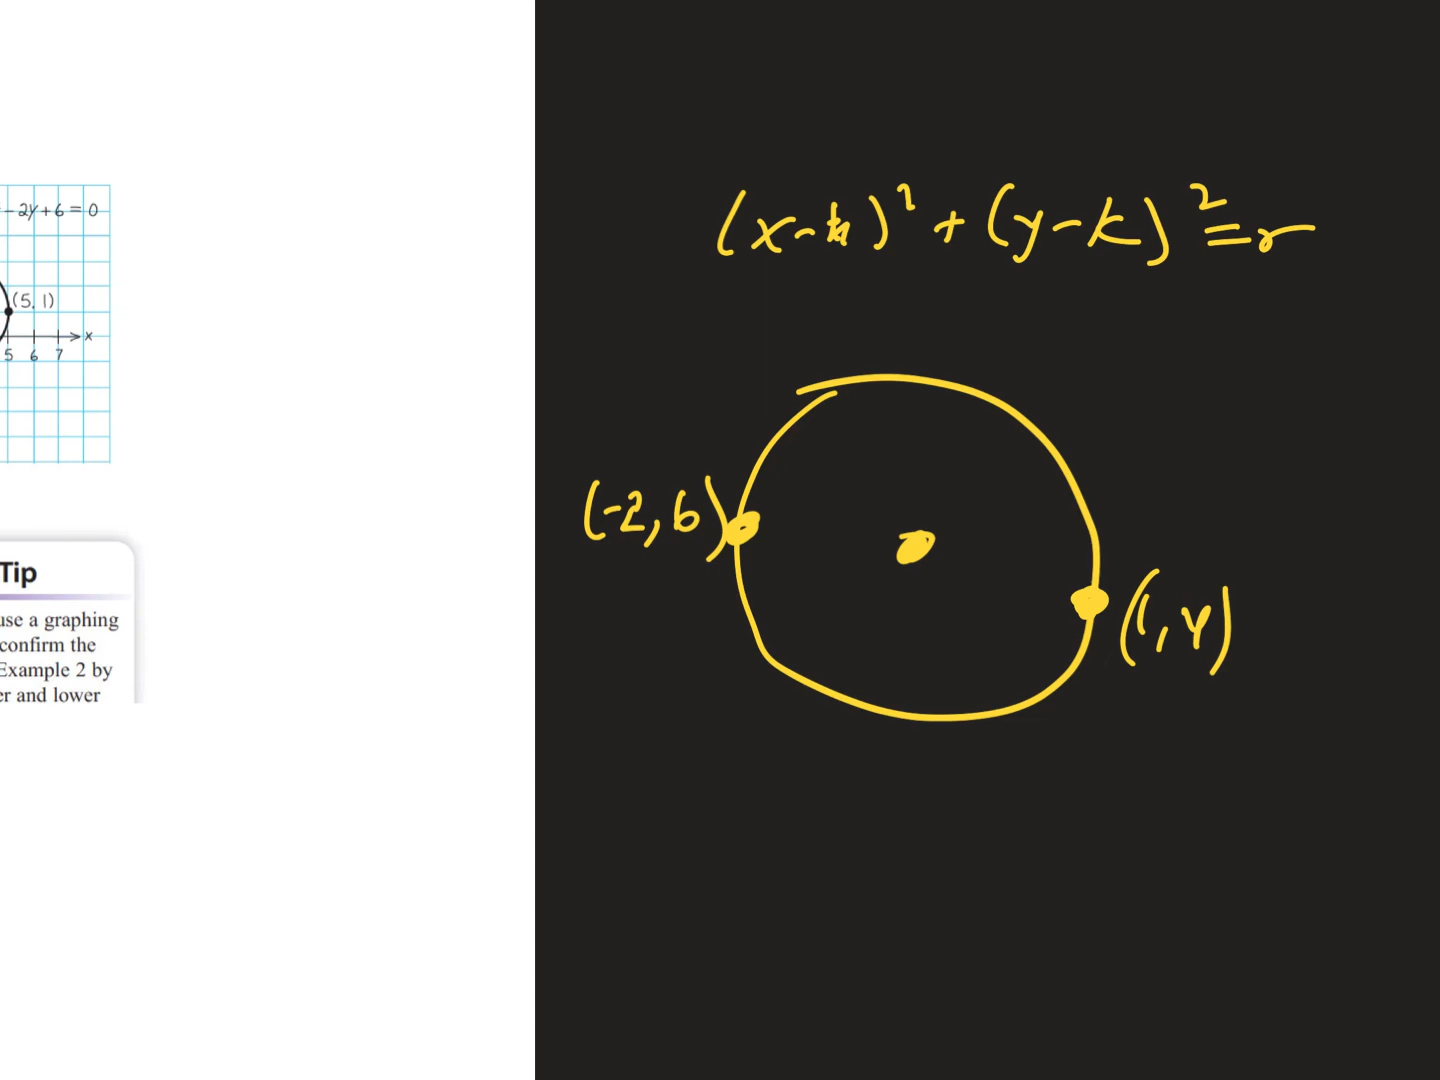 (x-h)² + (y-k)² = r
- 2y + 6 = 0
(5, 1)
x
5 6 7
(-2, 6)
(1, 4)
Tip
use a graphing
confirm the
Example 2 by
er and lower